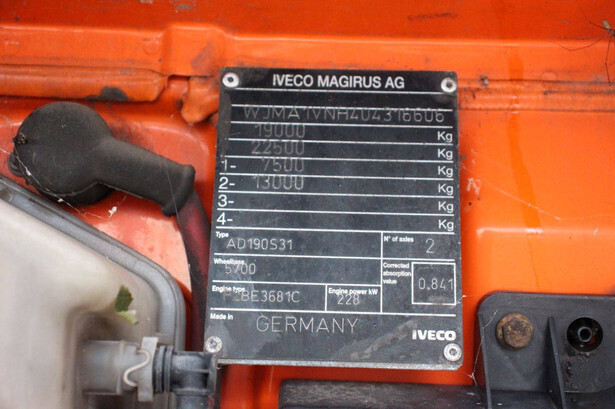 IVECO MAGIRUS AG
WJMA1VNH404316606
19000 Kg
22500 Kg
1- 7500 Kg
2- 13000 Kg
3- Kg
4- Kg
Type AD190S31 N° of axles 2
Wheelbase 5700 Corrected absorption value 0.841
Engine type Engine power kW 228
Made in GERMANY IVECO